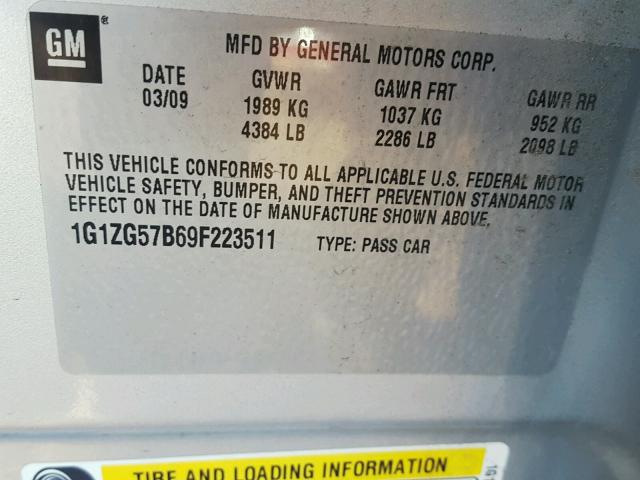 GM ®
MFD BY GENERAL MOTORS CORP.
DATE GVWR GAWR FRT GAWR RR
03/09 1989 KG 1037 KG 952 KG
4384 LB 2286 LB 2098 LB
THIS VEHICLE CONFORMS TO ALL APPLICABLE U.S. FEDERAL MOTOR
VEHICLE SAFETY, BUMPER, AND THEFT PREVENTION STANDARDS IN
EFFECT ON THE DATE OF MANUFACTURE SHOWN ABOVE.
1G1ZG57B69F223511 TYPE: PASS CAR
TIRE AND LOADING INFORMATION